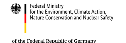 Federal Ministry
for the Environment, Climate Action,
Nature Conservation and Nuclear Safety
of the Federal Republic of Germany